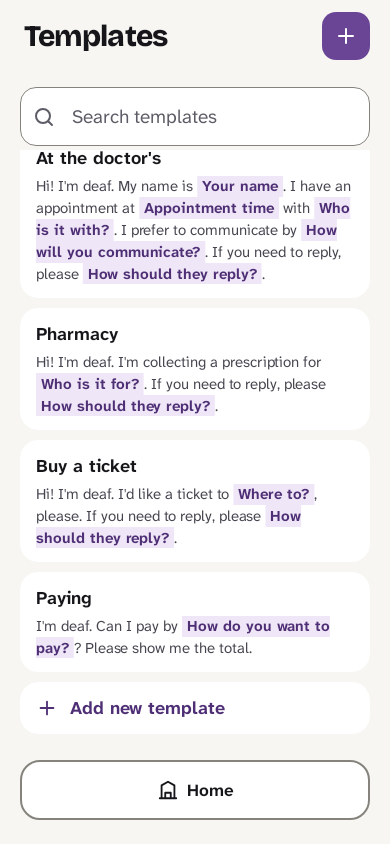 Templates
Search templates
At the doctor's
Hi! I'm deaf. My name is Your name . I have an
appointment at Appointment time with Who
is it with? . I prefer to communicate by How
will you communicate? . If you need to reply,
please How should they reply? .
Pharmacy
Hi! I'm deaf. I'm collecting a prescription for
Who is it for? . If you need to reply, please
How should they reply? .
Buy a ticket
Hi! I'm deaf. I'd like a ticket to Where to? ,
please. If you need to reply, please How
should they reply? .
Paying
I'm deaf. Can I pay by How do you want to
pay? ? Please show me the total.
Add new template
Home